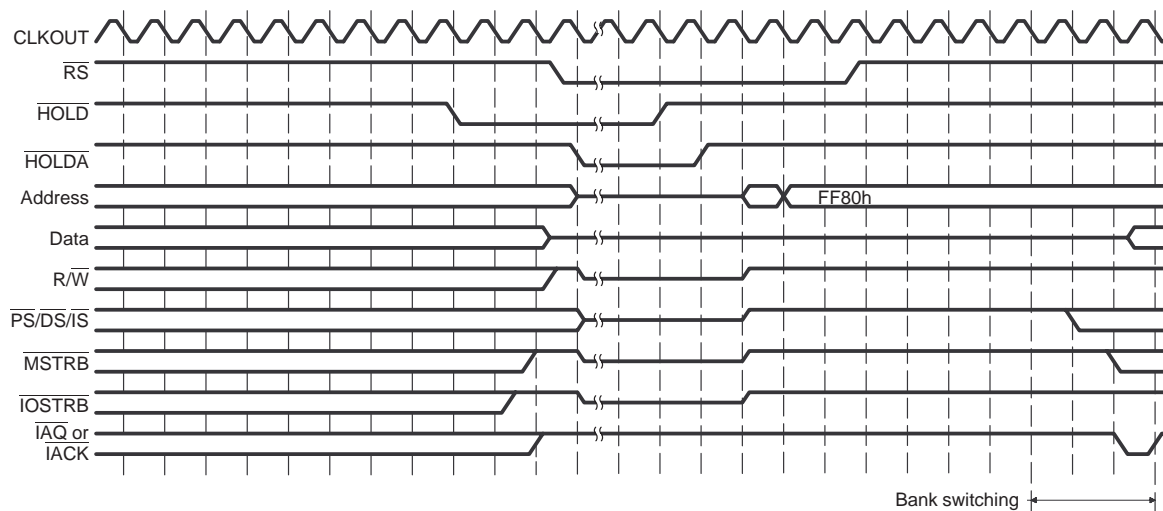 CLKOUT
RS
HOLD
HOLDA
Address
FF80h
Data
R/W
PS/DS/IS
MSTRB
IOSTRB
IAQ or
IACK
Bank switching